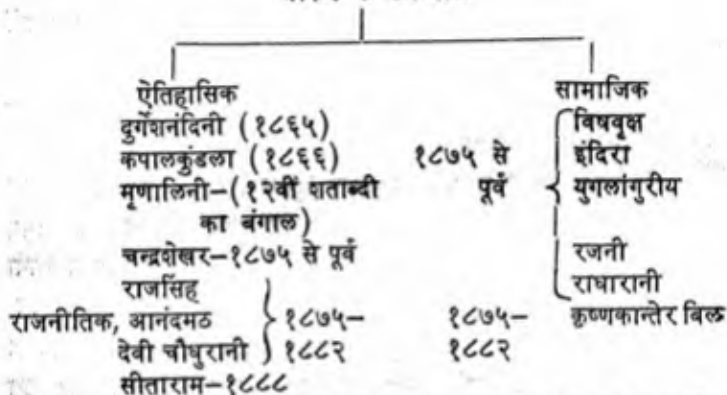 ऐतिहासिक सामाजिक
दुर्गेशनंदिनी (१८६५) विषवृक्ष
कपालकुंडला (१८६६) १८७५ से इंदिरा
मृणालिनी-(१२वीं शताब्दी पूर्व युगलांगुरीय
का बंगाल)
चन्द्रशेखर-१८७५ से पूर्व रजनी
राजसिंह राधारानी
राजनीतिक, आनंदमठ १८७५- १८७५- कृष्णकान्तेर बिल
देवी चौधुरानी १८८२ १८८२
सीताराम-१८८८